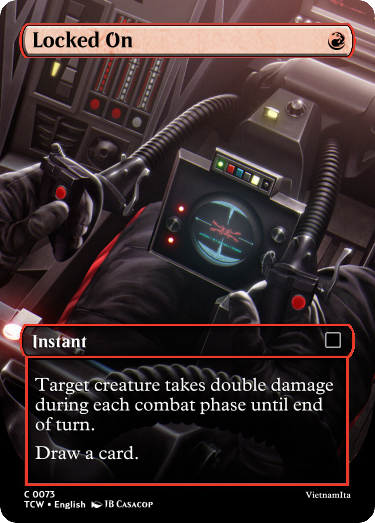 Locked On
Instant
Target creature takes double damage
during each combat phase until end
of turn.
Draw a card.
C 0073
VietnamIta
TCW • English JB Casacop